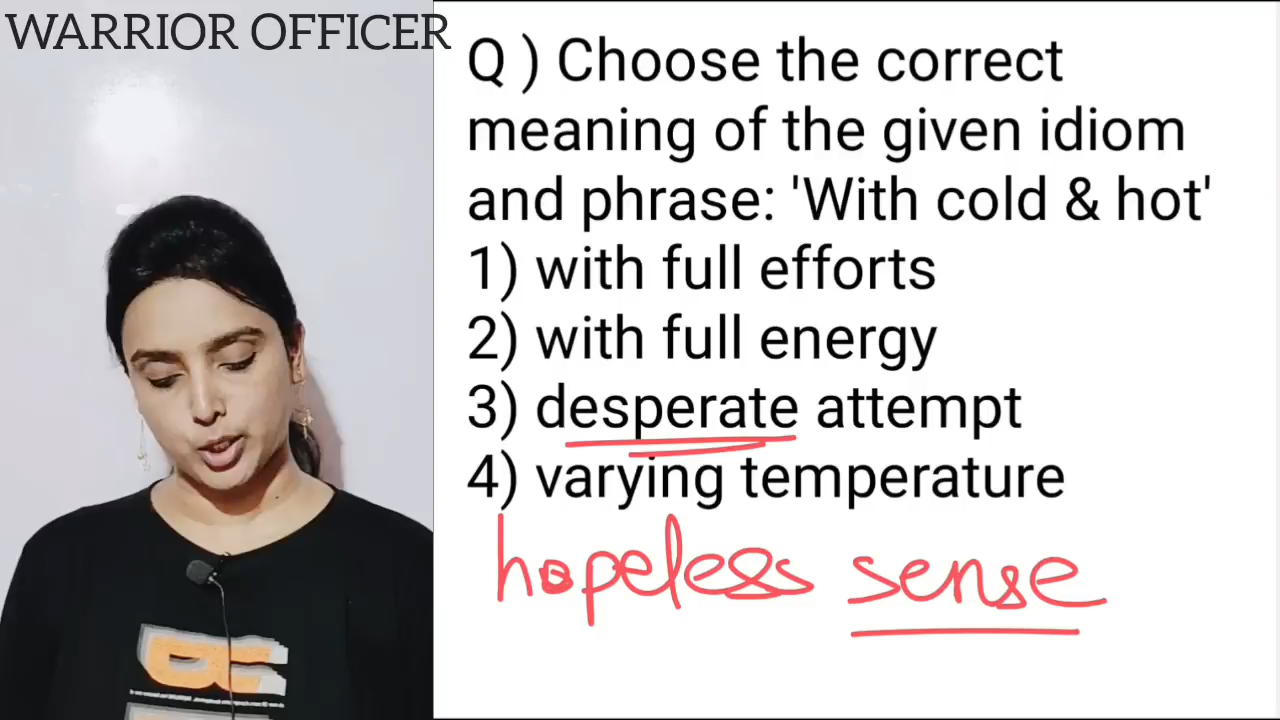 WARRIOR OFFICER
Q ) Choose the correct
meaning of the given idiom
and phrase: 'With cold & hot'
1) with full efforts
2) with full energy
3) desperate attempt
4) varying temperature
hopeless sense